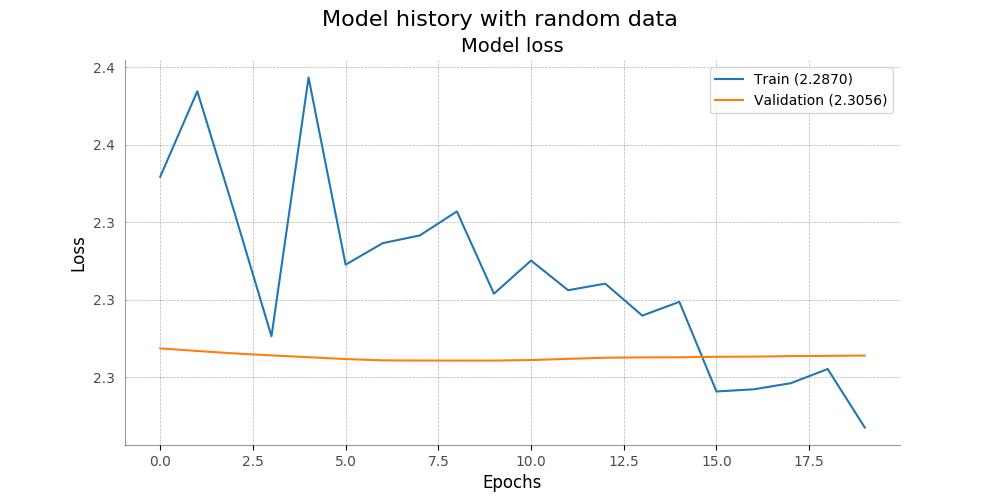 Model history with random data
Model loss
Train (2.2870)
Validation (2.3056)
2.4
2.4
2.3
2.3
2.3
Loss
0.0 2.5 5.0 7.5 10.0 12.5 15.0 17.5
Epochs